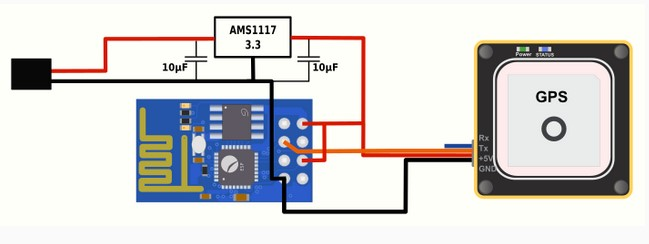 AMS1117
3.3
10µF
10µF
Power
STATUS
GPS
Rx
Tx
+5V
GND